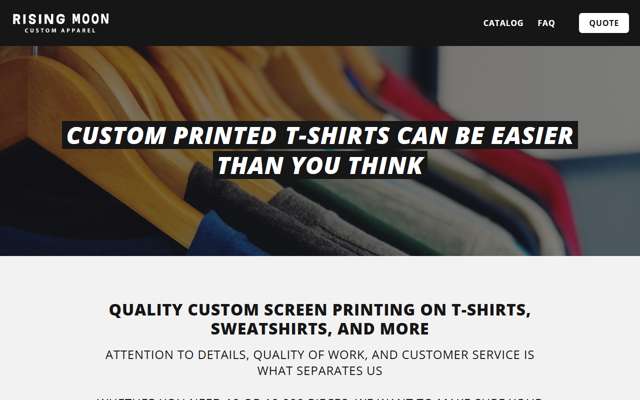 RISING MOON
CUSTOM APPAREL
CATALOG
FAQ
QUOTE
CUSTOM PRINTED T-SHIRTS CAN BE EASIER
THAN YOU THINK
QUALITY CUSTOM SCREEN PRINTING ON T-SHIRTS,
SWEATSHIRTS, AND MORE
ATTENTION TO DETAILS, QUALITY OF WORK, AND CUSTOMER SERVICE IS
WHAT SEPARATES US